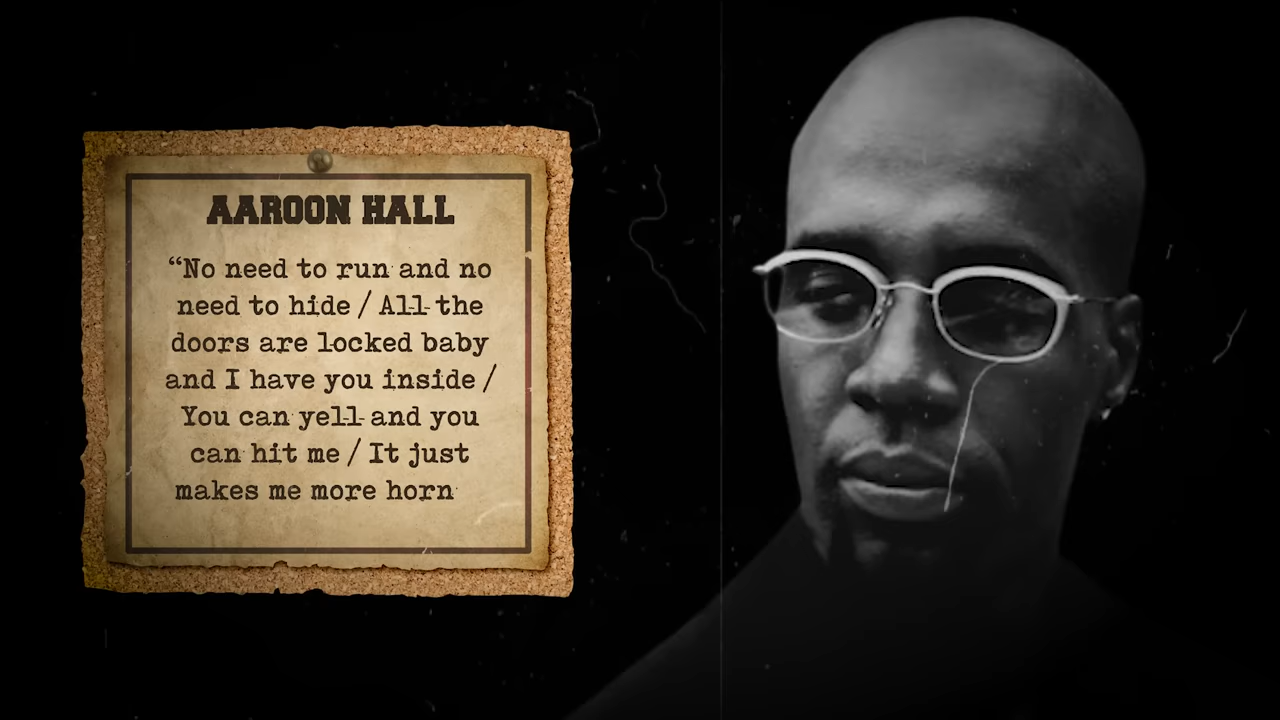 AAROON HALL
“No need to run and no
need to hide / All the
doors are locked baby
and I have you inside /
You can yell and you
can hit me / It just
makes me more horn